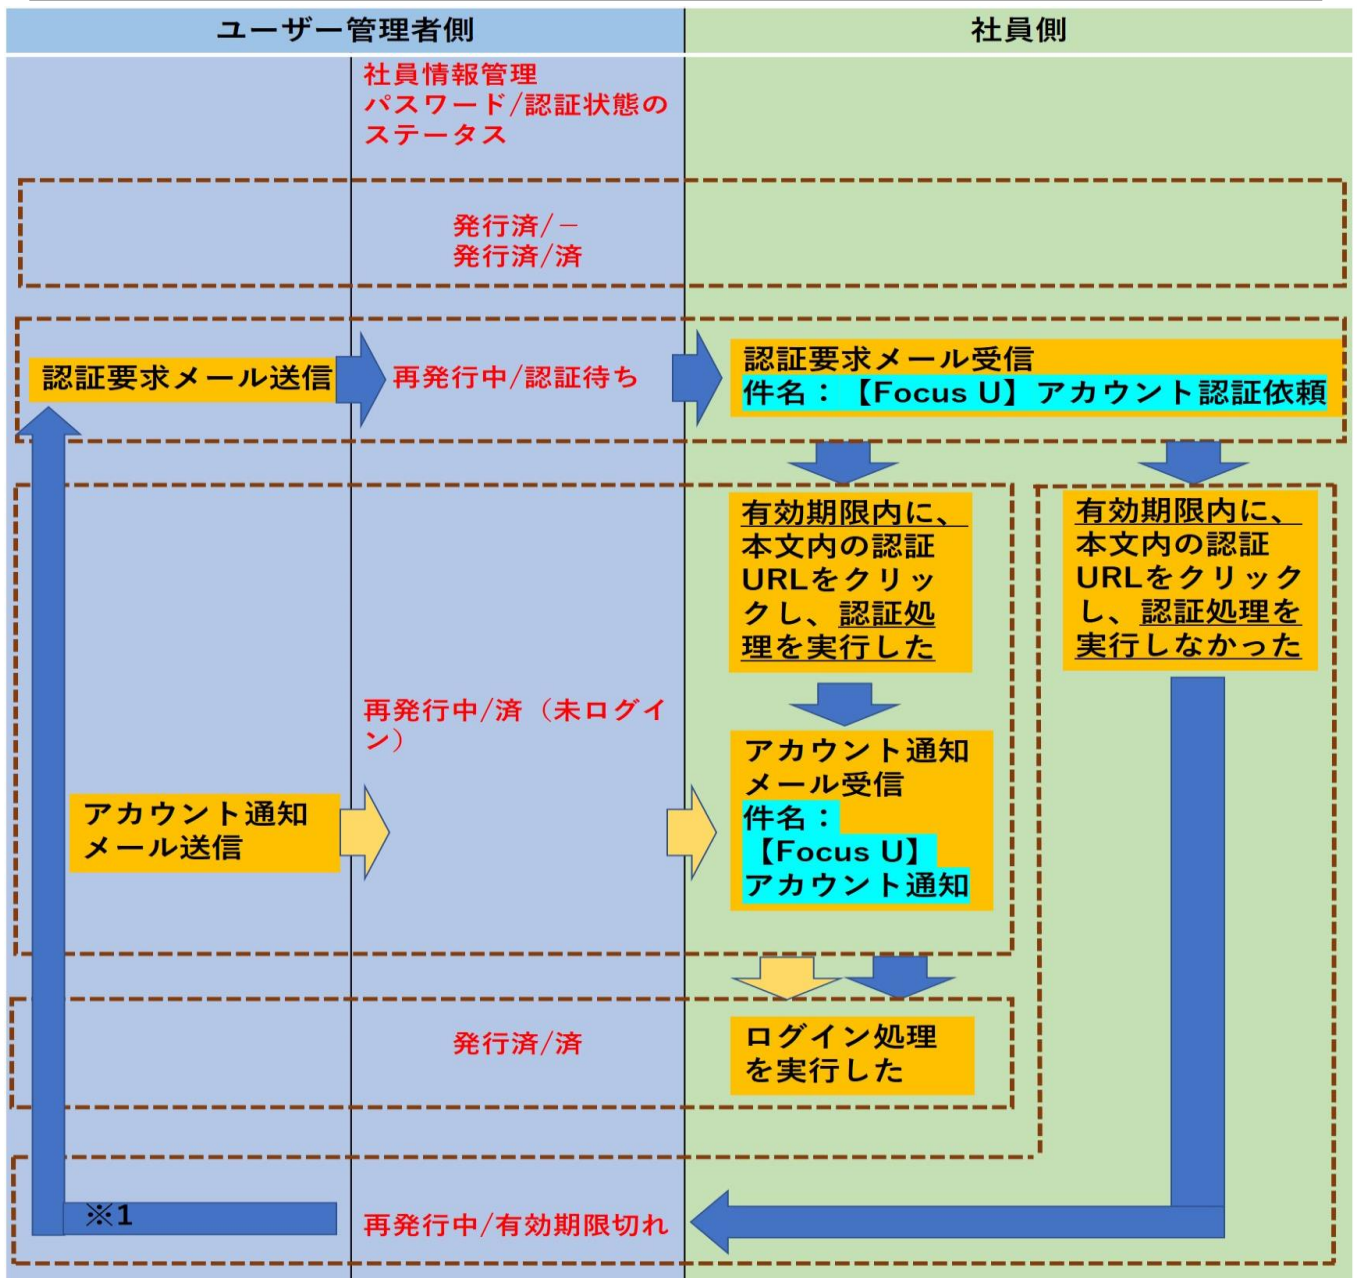 ユーザー管理者側
社員側
社員情報管理
パスワード/認証状態の
ステータス
発行済/－
発行済/済
認証要求メール送信
再発行中/認証待ち
認証要求メール受信
件名：【Focus U】アカウント認証依頼
有効期限内に、
本文内の認証
URLをクリッ
クし、認証処
理を実行した
有効期限内に、
本文内の認証
URLをクリック
し、認証処理を
実行しなかった
再発行中/済（未ログイ
ン）
アカウント通知
メール送信
アカウント通知
メール受信
件名：
【Focus U】
アカウント通知
発行済/済
ログイン処理
を実行した
※1
再発行中/有効期限切れ